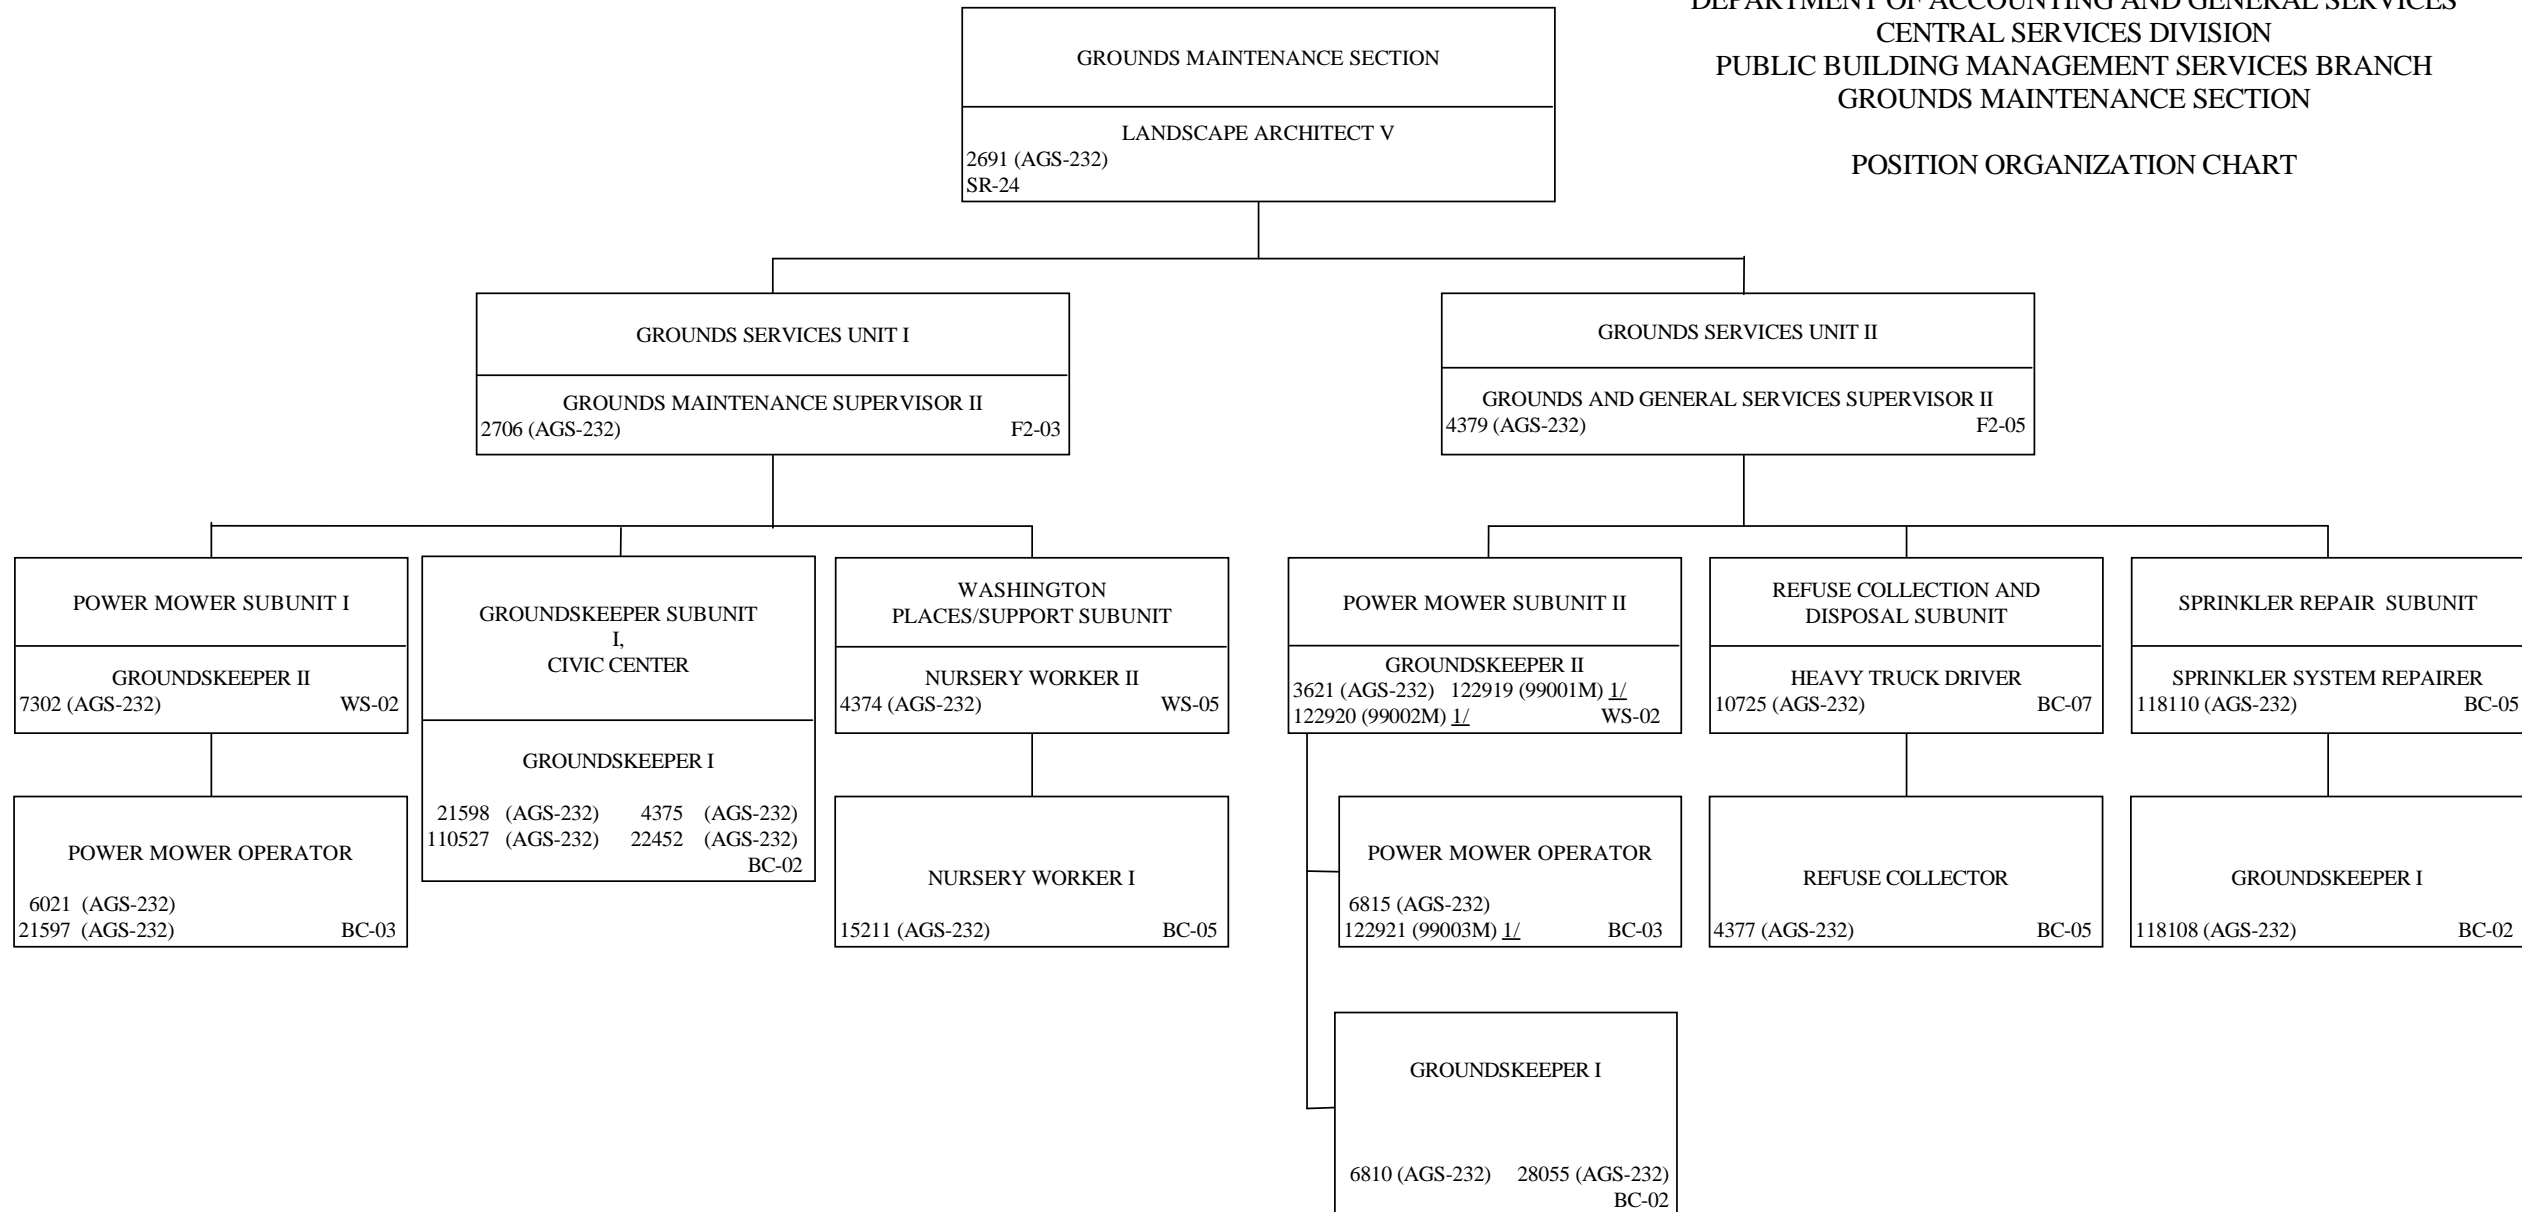 DEPARTMENT OF ACCOUNTING AND GENERAL SERVICES
CENTRAL SERVICES DIVISION
PUBLIC BUILDING MANAGEMENT SERVICES BRANCH
GROUNDS MAINTENANCE SECTION
POSITION ORGANIZATION CHART
GROUNDS MAINTENANCE SECTION
LANDSCAPE ARCHITECT V
2691 (AGS-232)
SR-24
GROUNDS SERVICES UNIT I
GROUNDS MAINTENANCE SUPERVISOR II
2706 (AGS-232) F2-03
GROUNDS SERVICES UNIT II
GROUNDS AND GENERAL SERVICES SUPERVISOR II
4379 (AGS-232) F2-05
POWER MOWER SUBUNIT I
GROUNDSKEEPER II
7302 (AGS-232) WS-02
POWER MOWER OPERATOR
6021 (AGS-232)
21597 (AGS-232) BC-03
GROUNDSKEEPER SUBUNIT
I,
CIVIC CENTER
GROUNDSKEEPER I
21598 (AGS-232) 4375 (AGS-232)
110527 (AGS-232) 22452 (AGS-232)
BC-02
WASHINGTON
PLACES/SUPPORT SUBUNIT
NURSERY WORKER II
4374 (AGS-232) WS-05
NURSERY WORKER I
15211 (AGS-232) BC-05
POWER MOWER SUBUNIT II
GROUNDSKEEPER II
3621 (AGS-232) 122919 (99001M) 1/
122920 (99002M) 1/ WS-02
POWER MOWER OPERATOR
6815 (AGS-232)
122921 (99003M) 1/ BC-03
GROUNDSKEEPER I
6810 (AGS-232) 28055 (AGS-232)
BC-02
REFUSE COLLECTION AND
DISPOSAL SUBUNIT
HEAVY TRUCK DRIVER
10725 (AGS-232) BC-07
REFUSE COLLECTOR
4377 (AGS-232) BC-05
SPRINKLER REPAIR SUBUNIT
SPRINKLER SYSTEM REPAIRER
118110 (AGS-232) BC-05
GROUNDSKEEPER I
118108 (AGS-232) BC-02